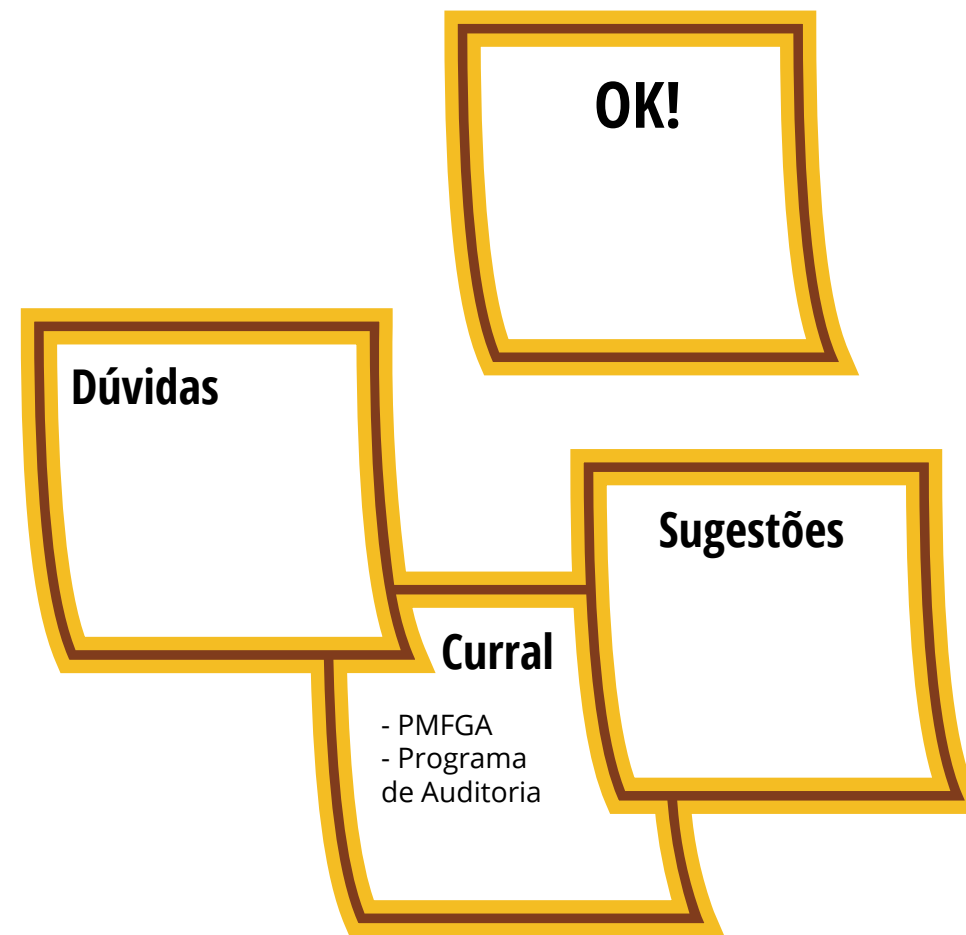 OK!
Dúvidas
Sugestões
Curral
- PMFGA
- Programa
de Auditoria